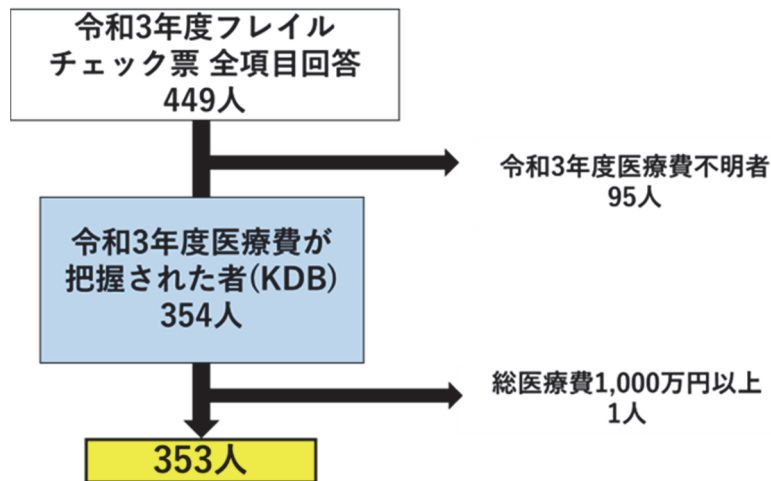 令和3年度フレイル
チェック票 全項目回答
449人
令和3年度医療費不明者
95人
令和3年度医療費が
把握された者(KDB)
354人
総医療費1,000万円以上
1人
353人